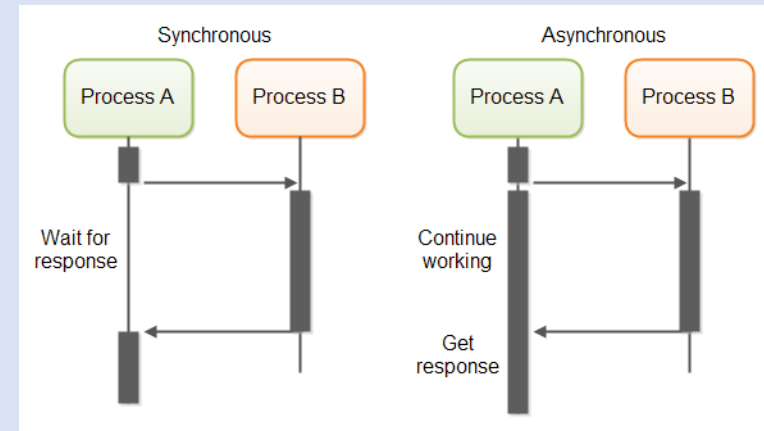 Synchronous
Asynchronous
Process A
Process B
Process A
Process B
Wait for
response
Continue
working
Get
response